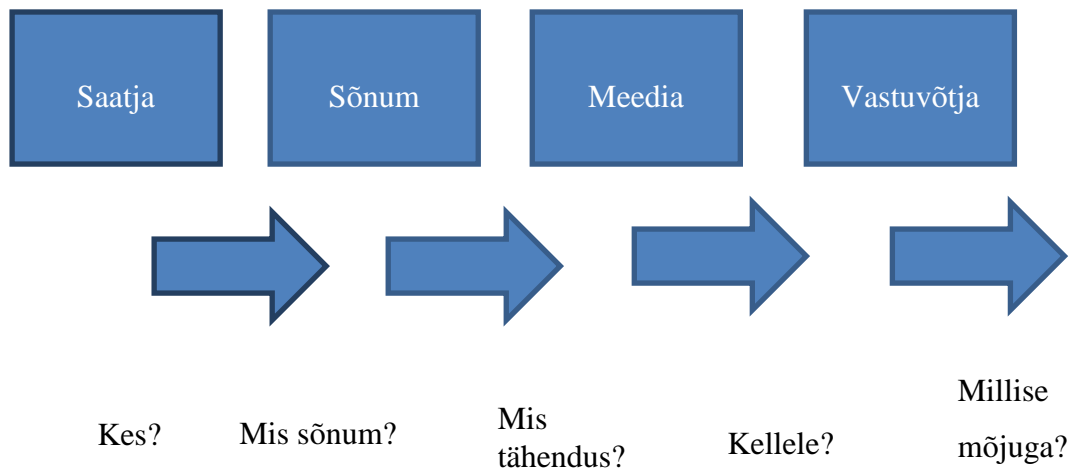 Saatja
Sõnum
Meedia
Vastuvõtja
Kes?
Mis sõnum?
Mis
tähendus?
Kellele?
Millise
mõjuga?